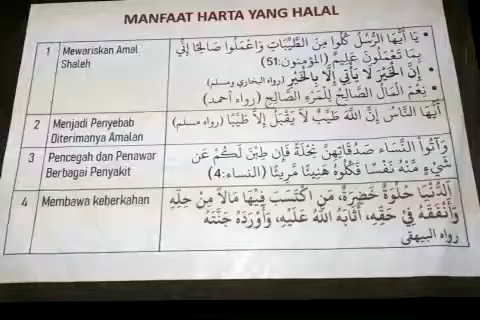 MANFAAT HARTA YANG HALAL
1
Mewariskan Amal
Shaleh
• يَا أَيُّهَا الرُّسُلُ كُلُوا مِنَ الطَّيِّبَاتِ وَاعْمَلُوا صَالِحًا إِنِّي
بِمَا تَعْمَلُونَ عَلِيمٌ (المؤمنون:51)
• إِنَّ الْخَيْرَ لَا يَأْتِي إِلَّا بِالْخَيْرِ (رواه البخاري ومسلم)
• نِعْمَ الْمَالُ الصَّالِحُ لِلْمَرْءِ الصَّالِحِ (رواه أحمد)
2
Menjadi Penyebab
Diterimanya Amalan
أَيُّهَا النَّاسُ إِنَّ اللَّهَ طَيِّبٌ لَا يَقْبَلُ إِلَّا طَيِّبًا (رواه مسلم)
3
Pencegah dan Penawar
Berbagai Penyakit
وَآتُواْ النِّسَاء صَدُقَاتِهِنَّ نِحْلَةً فَإِن طِبْنَ لَكُمْ عَن
شَيْءٍ مِّنْهُ نَفْسًا فَكُلُوهُ هَنِيئًا مَّرِيئًا (النساء:4)
4
Membawa keberkahan
الدُّنْيَا حُلْوَةٌ خَضِرَةٌ، مَنِ اكْتَسَبَ فِيْهَا مَالاً مِنْ حِلِّهِ
وَأَنْفَقَهُ فِيْ حَقِّهِ، أَثَابَهُ اللهُ عَلَيْهِ، وَأَوْرَدَهُ جَنَّتَهُ
رواه البيهقي